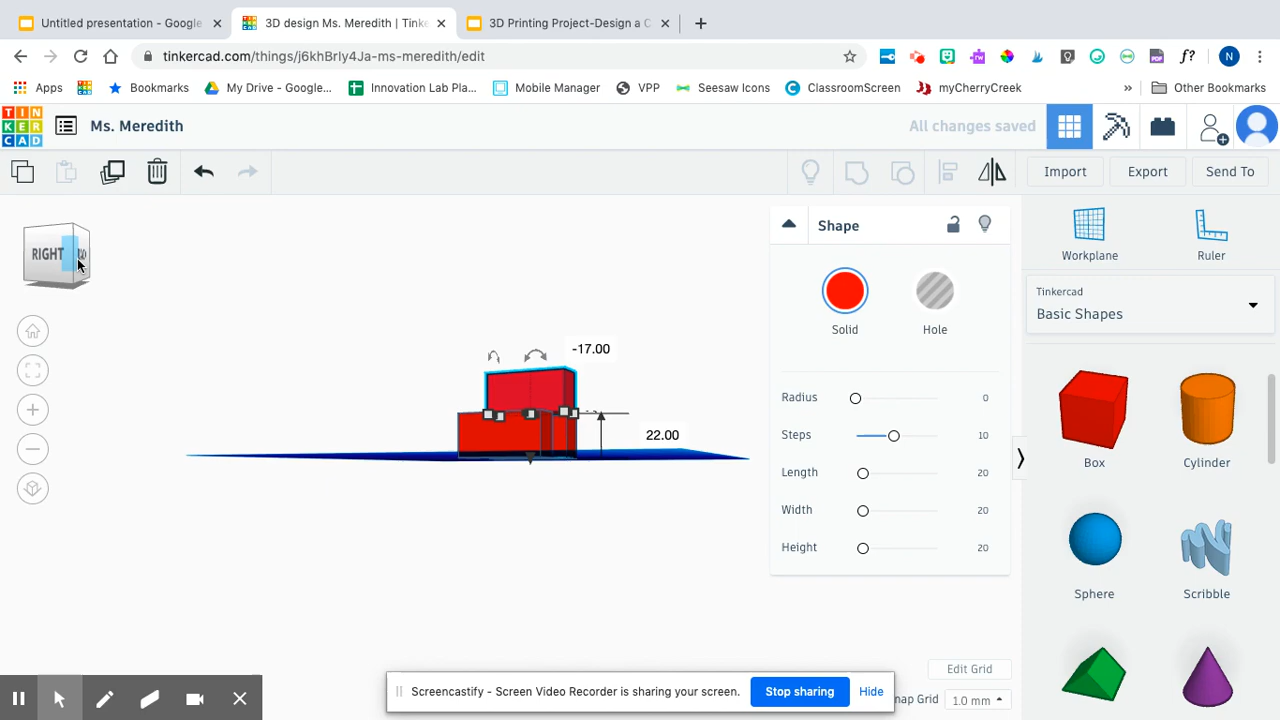 Untitled presentation - Google
3D design Ms. Meredith | Tinke
3D Printing Project-Design a C
tinkercad.com/things/j6khBrIy4Ja-ms-meredith/edit
f?
N
Apps
Bookmarks
My Drive - Google...
Innovation Lab Pla...
Mobile Manager
VPP
Seesaw Icons
ClassroomScreen
myCherryCreek
»
Other Bookmarks
TIN
KER
CAD
Ms. Meredith
All changes saved
Import
Export
Send To
RIGHT
Shape
Solid
Hole
Radius 0
Steps 10
Length 20
Width 20
Height 20
-17.00
22.00
Workplane
Ruler
Tinkercad
Basic Shapes
Box
Cylinder
Sphere
Scribble
Edit Grid
nap Grid 1.0 mm
Screencastify - Screen Video Recorder is sharing your screen.
Stop sharing
Hide